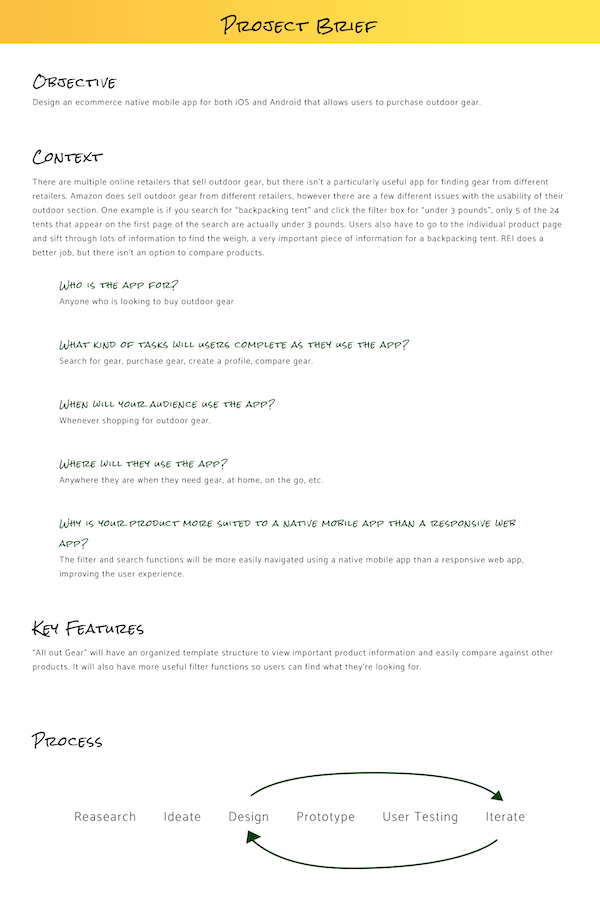 Project Brief
Objective
Design an ecommerce native mobile app for both iOS and Android that allows users to purchase outdoor gear.
Context
There are multiple online retailers that sell outdoor gear, but there isn't a particularly useful app for finding gear from different
retailers. Amazon does sell outdoor gear from different retailers, however there are a few different issues with the usability of their
outdoor section. One example is if you search for "backpacking tent" and click the filter box for "under 3 pounds", only 5 of the 24
tents that appear on the first page of the search are actually under 3 pounds. Users also have to go to the individual product page
and sift through lots of information to find the weigh, a very important piece of information for a backpacking tent. REI does a
better job, but there isn't an option to compare products.
Who is the app for?
Anyone who is looking to buy outdoor gear
What kind of tasks will users complete as they use the app?
Search for gear, purchase gear, create a profile, compare gear.
When will your audience use the app?
Whenever shopping for outdoor gear.
Where will they use the app?
Anywhere they are when they need gear, at home, on the go, etc.
Why is your product more suited to a native mobile app than a responsive web
app?
The filter and search functions will be more easily navigated using a native mobile app than a responsive web app,
improving the user experience.
Key Features
"All out Gear" will have an organized template structure to view important product information and easily compare against other
products. It will also have more useful filter functions so users can find what they're looking for.
Process
Reasearch Ideate Design Prototype User Testing Iterate